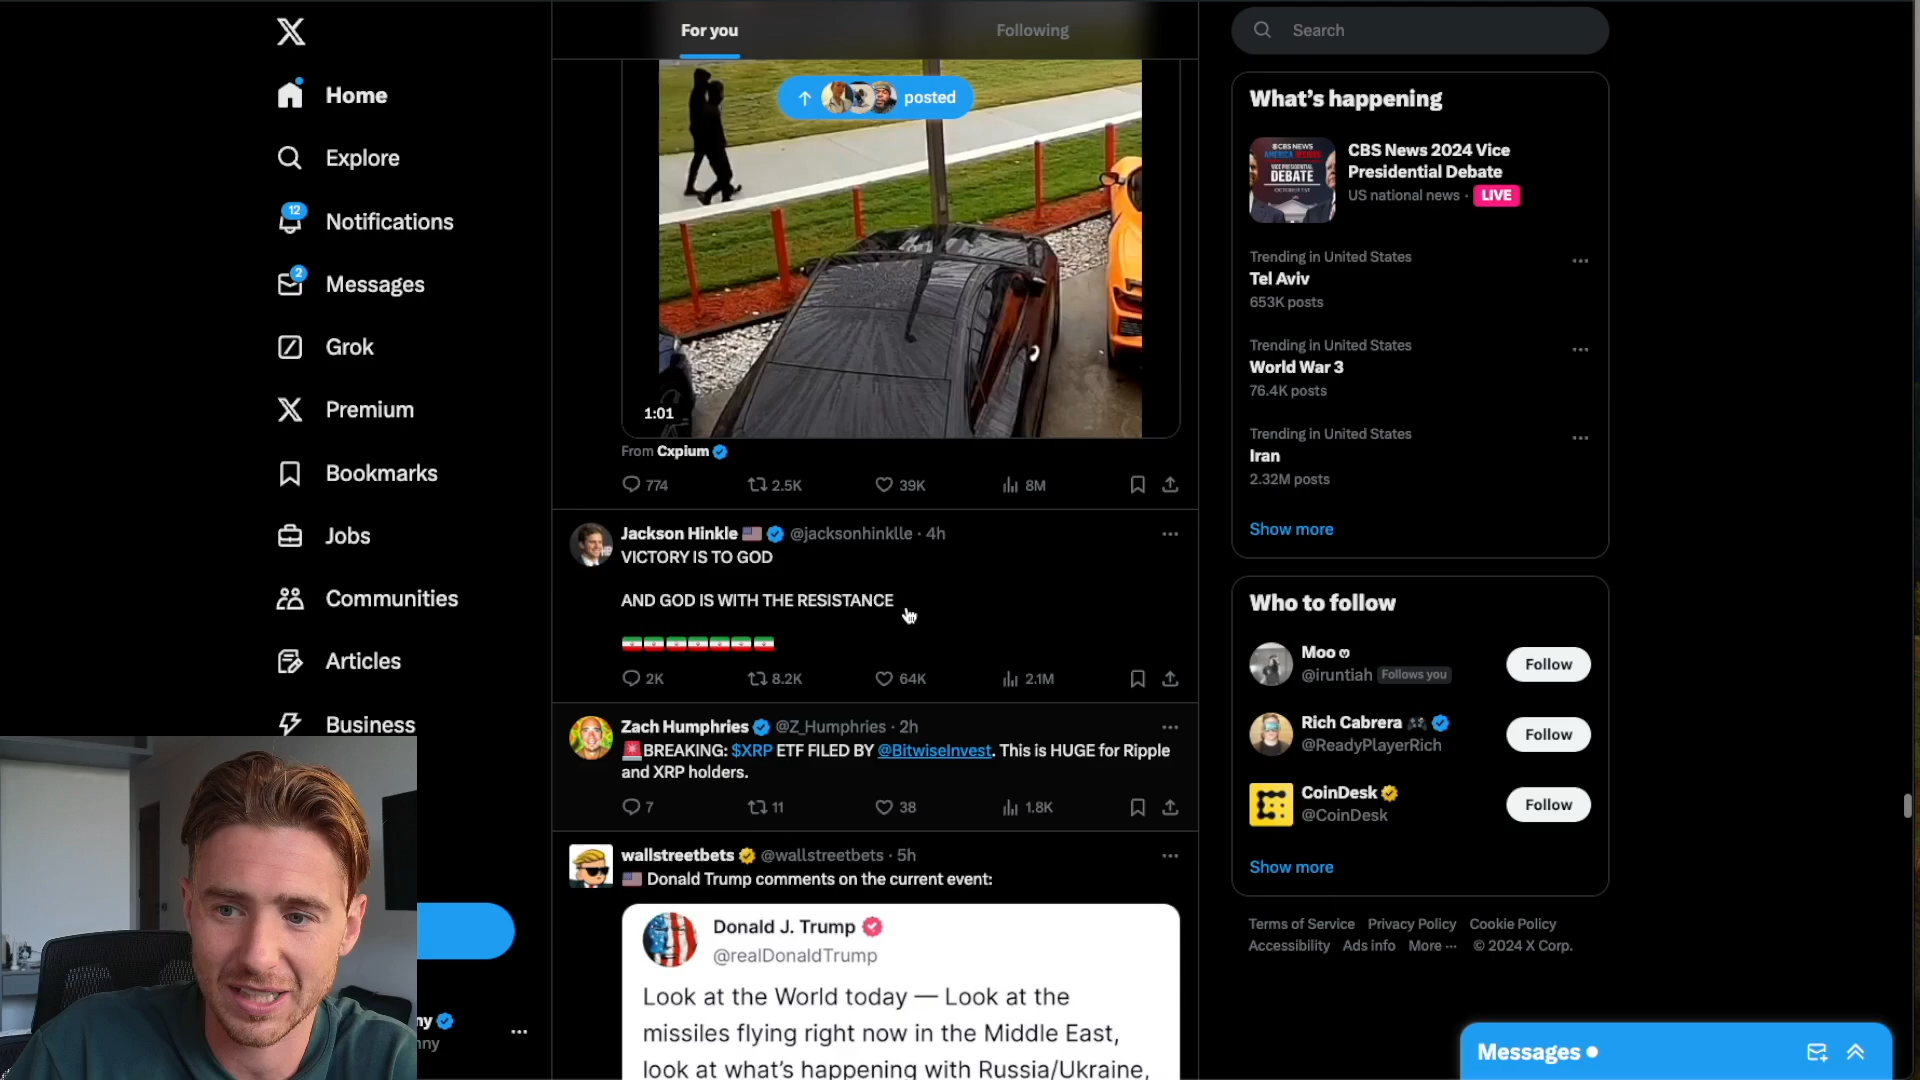 Home
Explore
12
Notifications
2
Messages
Grok
Premium
Bookmarks
Jobs
Communities
Articles
Business
ny
nny
For you
Following
posted
1:01
From Cxpium
774
2.5K
39K
8M
Jackson Hinkle @jacksonhinklle · 4h
VICTORY IS TO GOD
AND GOD IS WITH THE RESISTANCE
2K
8.2K
64K
2.1M
Zach Humphries @Z_Humphries · 2h
BREAKING: $XRP ETF FILED BY @BitwiseInvest. This is HUGE for Ripple
and XRP holders.
7
11
38
1.8K
wallstreetbets @wallstreetbets · 5h
Donald Trump comments on the current event:
Donald J. Trump
@realDonaldTrump
Look at the World today — Look at the
missiles flying right now in the Middle East,
look at what's happening with Russia/Ukraine,
Search
What's happening
CBS NEWS
VICE PRESIDENTIAL
DEBATE
OCTOBER 1ST
CBS News 2024 Vice
Presidential Debate
US national news · LIVE
Trending in United States
Tel Aviv
653K posts
Trending in United States
World War 3
76.4K posts
Trending in United States
Iran
2.32M posts
Show more
Who to follow
Moo
@iruntiah Follows you
Follow
Rich Cabrera
@ReadyPlayerRich
Follow
CoinDesk
@CoinDesk
Follow
Show more
Terms of Service Privacy Policy Cookie Policy
Accessibility Ads info More ··· © 2024 X Corp.
Messages